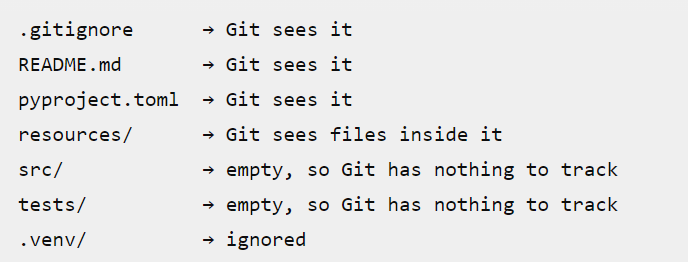 .gitignore → Git sees it
README.md → Git sees it
pyproject.toml → Git sees it
resources/ → Git sees files inside it
src/ → empty, so Git has nothing to track
tests/ → empty, so Git has nothing to track
.venv/ → ignored